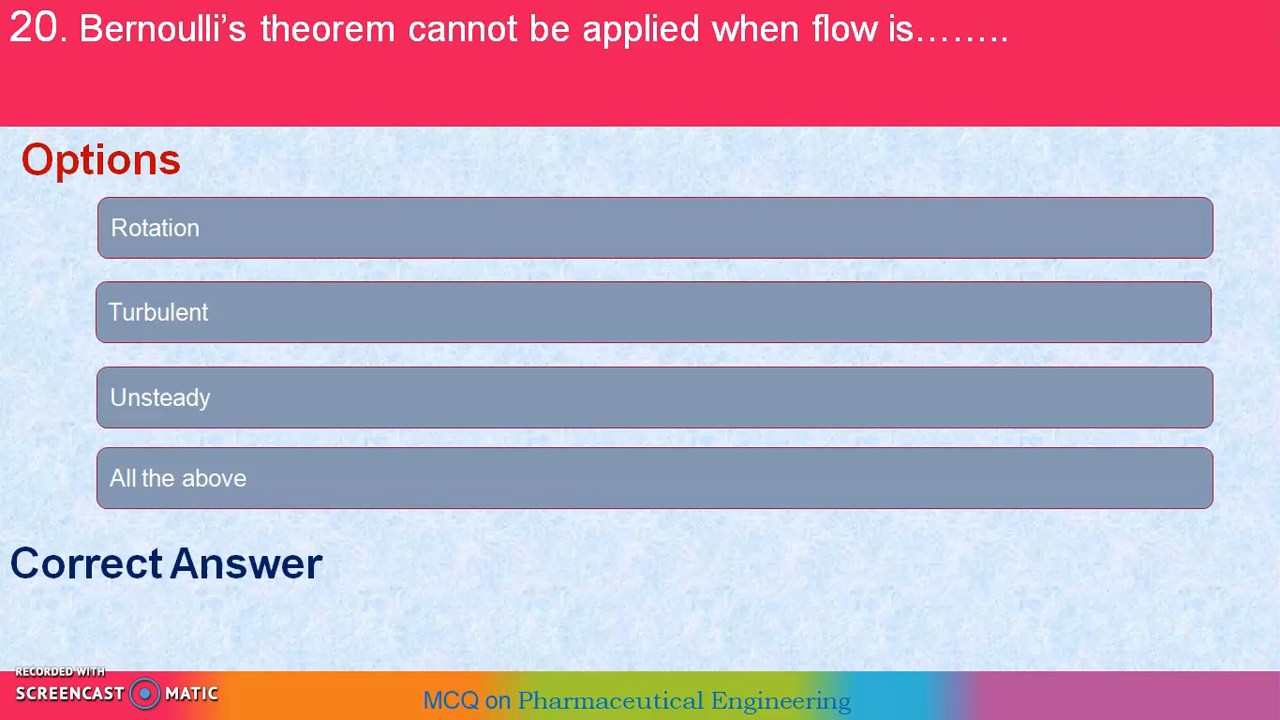 20. Bernoulli’s theorem cannot be applied when flow is……..
Options
Rotation
Turbulent
Unsteady
All the above
Correct Answer
RECORDED WITH
SCREENCAST MATIC
MCQ on Pharmaceutical Engineering